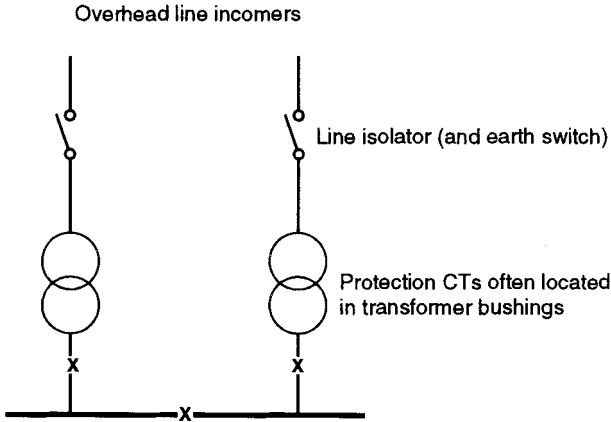 Overhead line incomers
Line isolator (and earth switch)
Protection CTs often located
in transformer bushings
x x
x